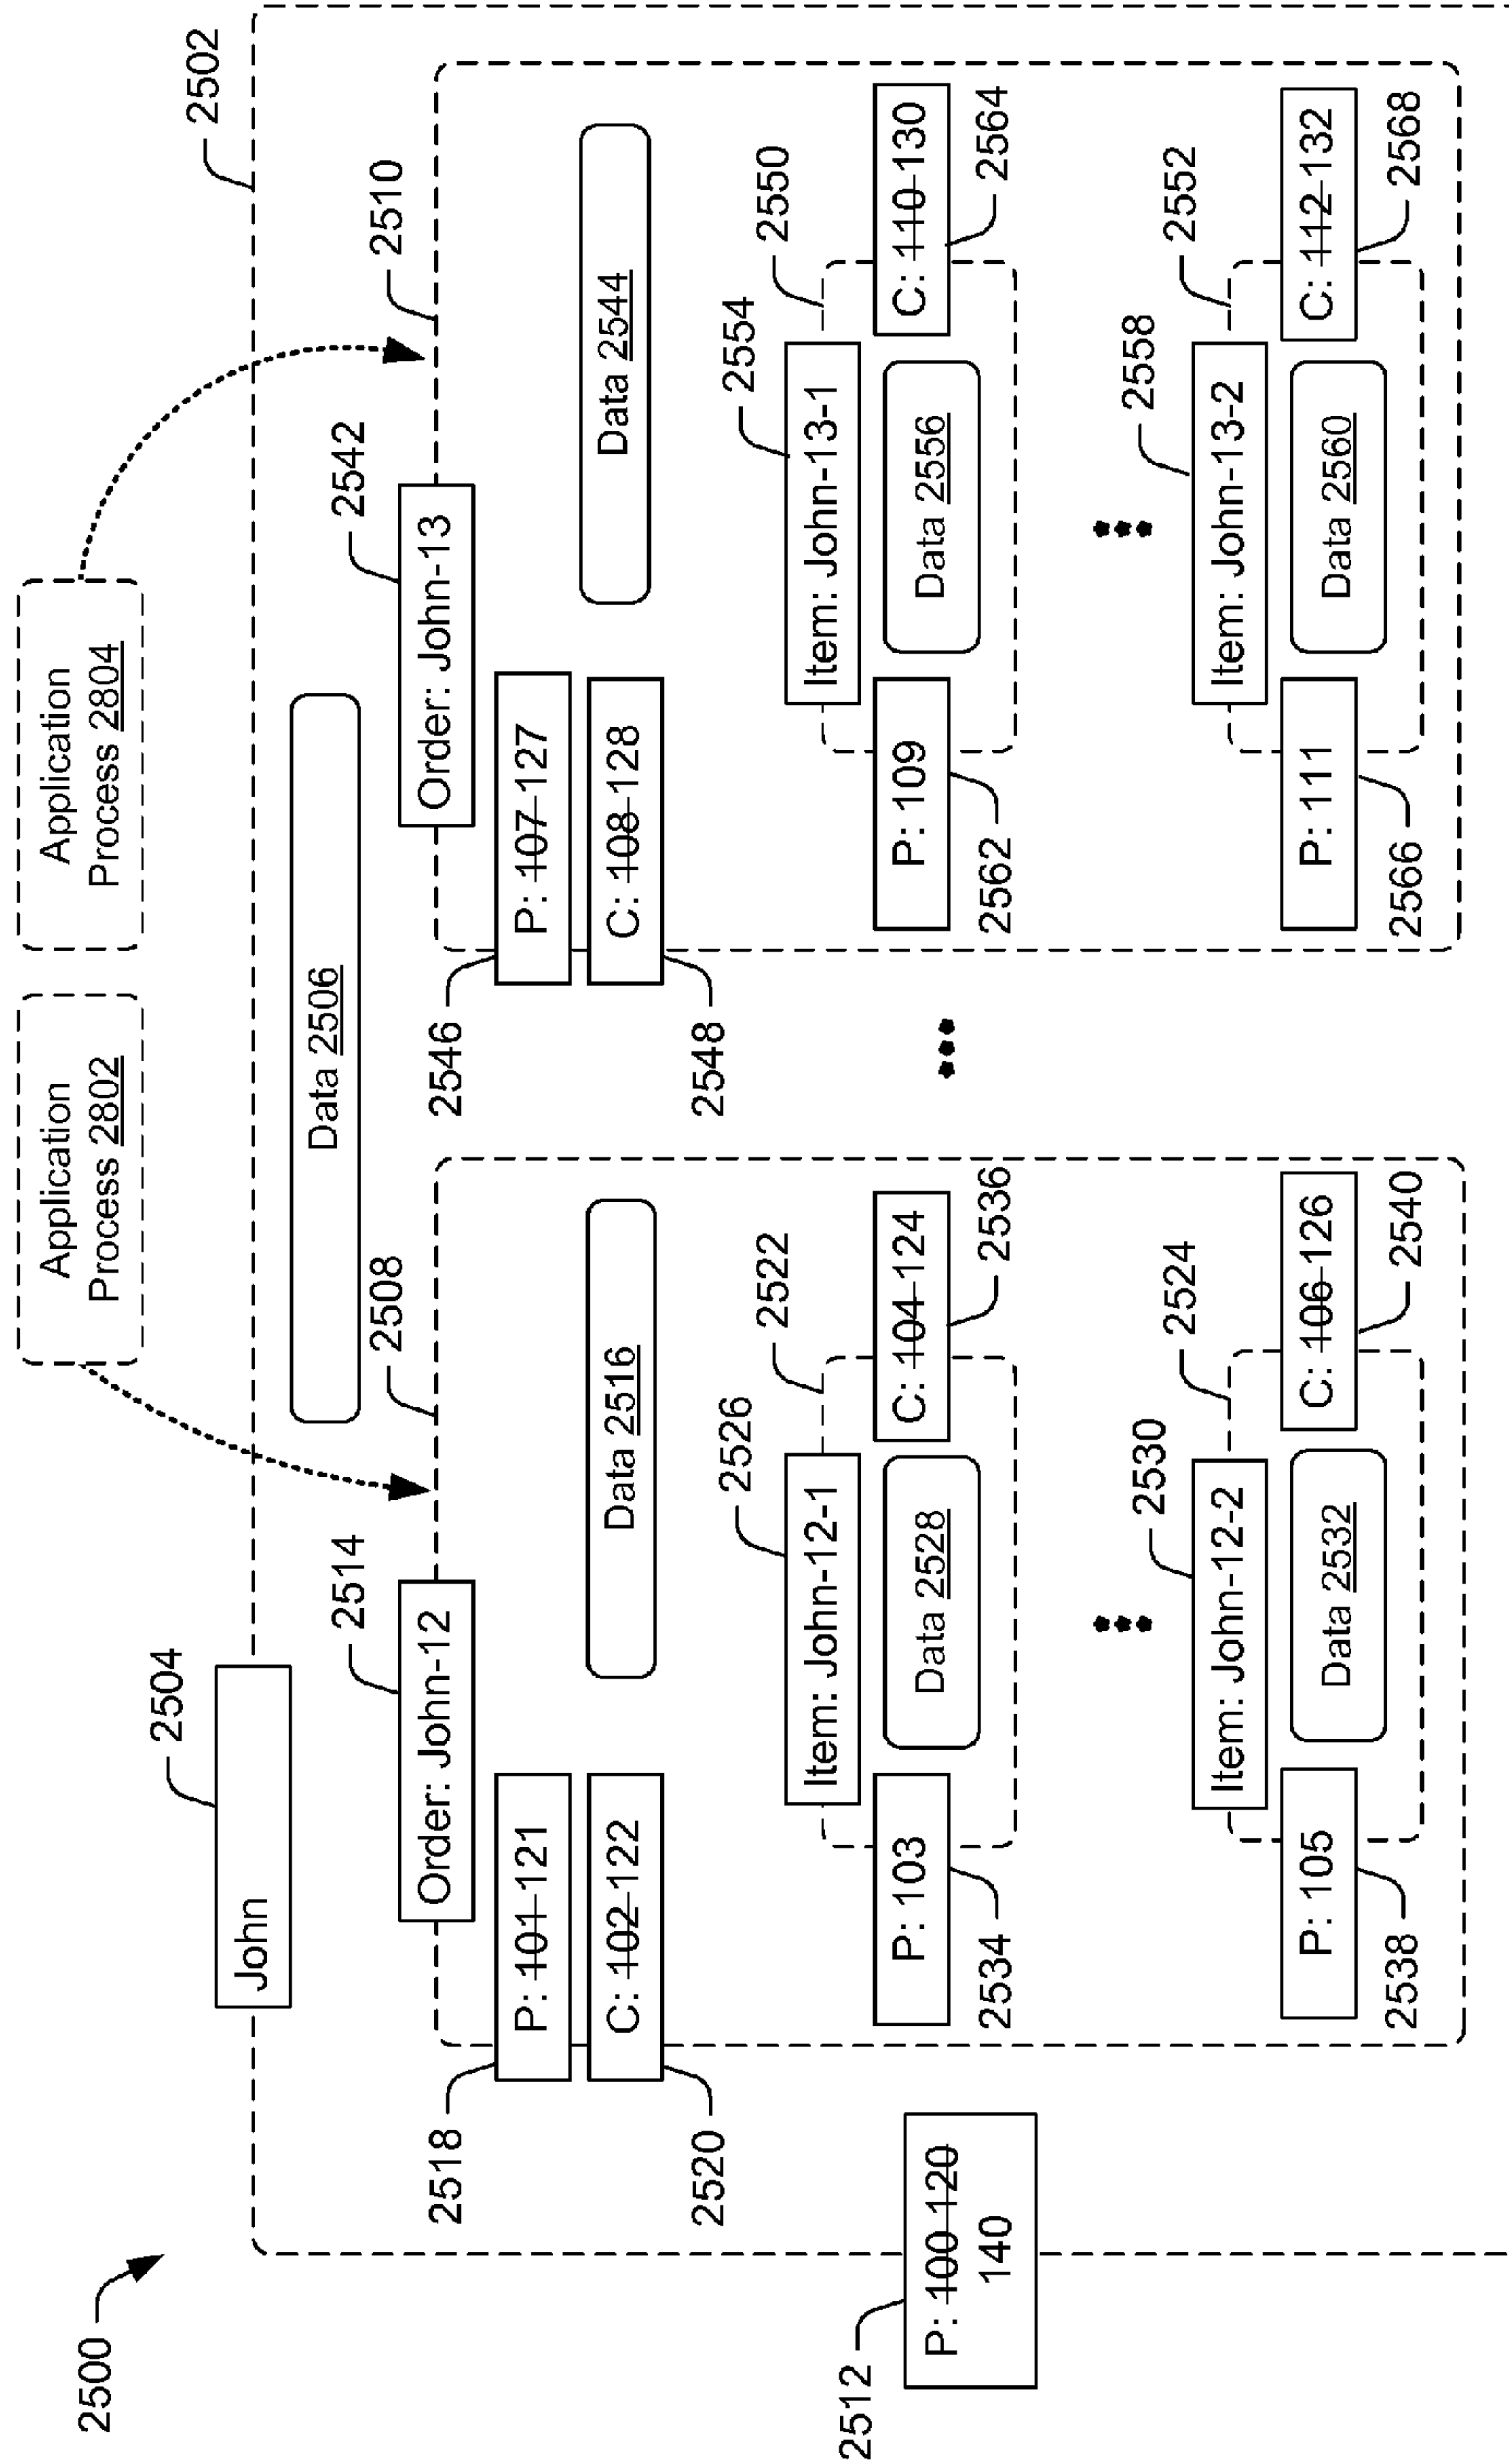 2500
Application
Process 2802
Application
Process 2804
2502
2504
John
Data 2506
2508
2510
2514
Order: John-12
2542
Order: John-13
2518
P: 101 121
2520
C: 102 122
Data 2516
2546
P: 107 127
2548
C: 108 128
Data 2544
2512
P: 100 120
140
2526
2522
Item: John-12-1
P: 103
2534
Data 2528
C: 104 124
2536
2554
2550
Item: John-13-1
P: 109
2562
Data 2556
C: 110 130
2564
2530
2524
Item: John-12-2
P: 105
2538
Data 2532
C: 106 126
2540
2558
2552
Item: John-13-2
P: 111
2566
Data 2560
C: 112 132
2568